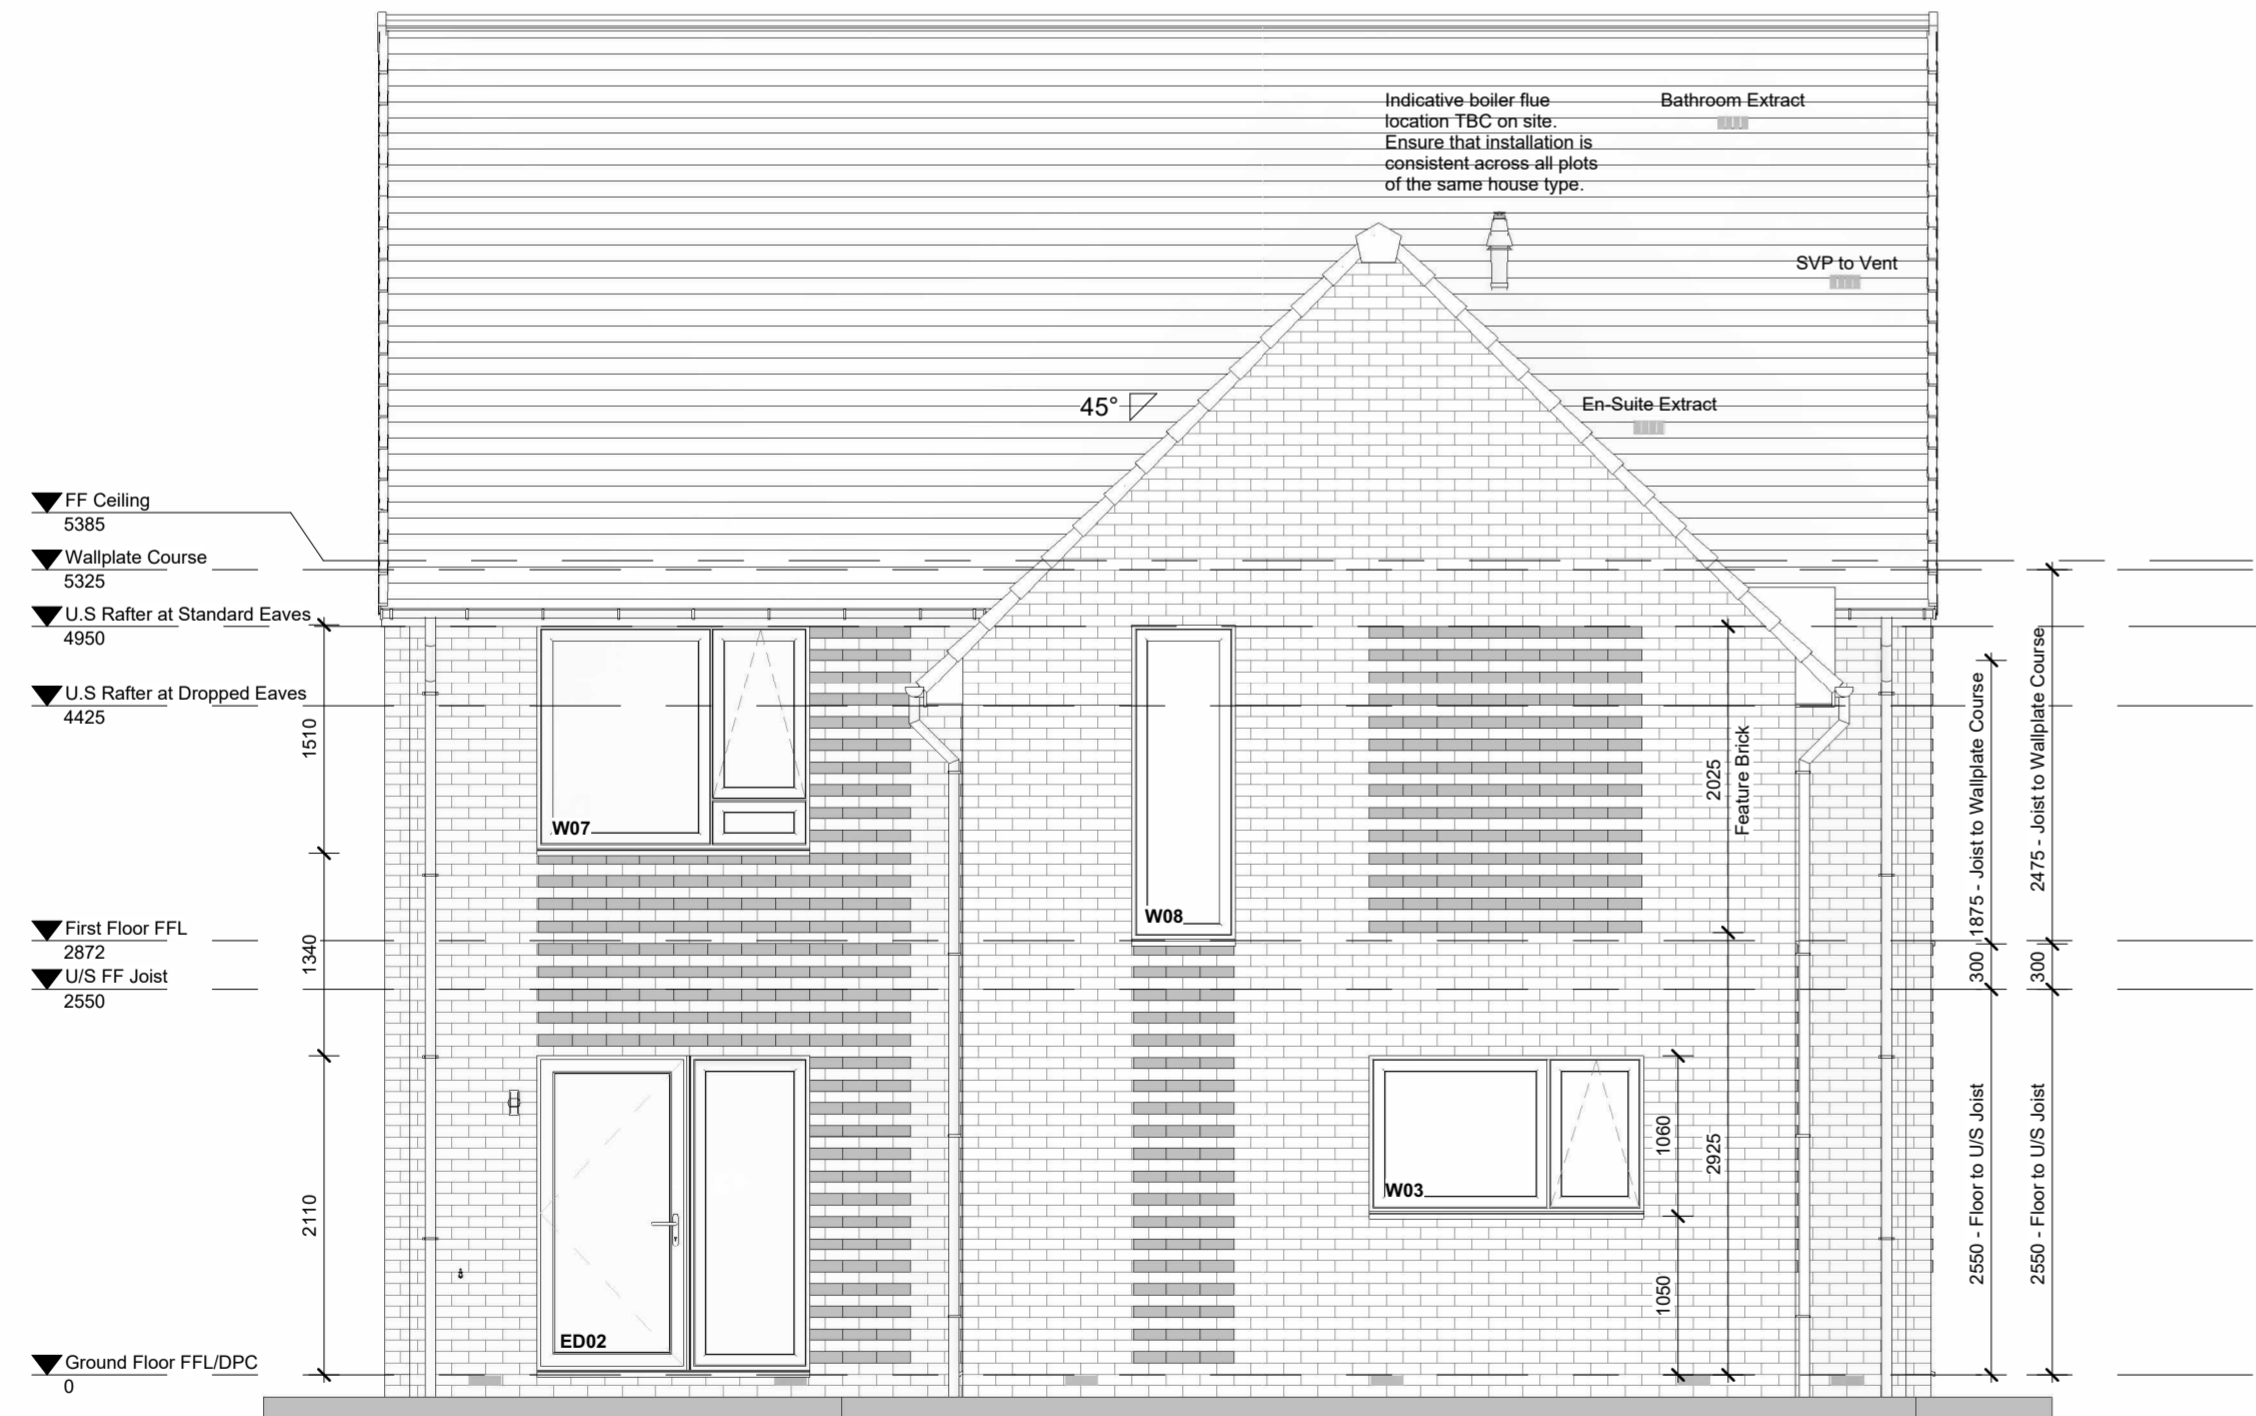 Indicative boiler flue
location TBC on site.
Ensure that installation is
consistent across all plots
of the same house type.
Bathroom Extract
SVP to Vent
45°
En-Suite Extract
FF Ceiling
5385
Wallplate Course
5325
U.S Rafter at Standard Eaves
4950
U.S Rafter at Dropped Eaves
4425
First Floor FFL
2872
U/S FF Joist
2550
Ground Floor FFL/DPC
0
1510
1340
2110
W07
W08
ED02
W03
2025
Feature Brick
1060
2925
1050
1875 - Joist to Wallplate Course
300
2550 - Floor to U/S Joist
2475 - Joist to Wallplate Course
300
2550 - Floor to U/S Joist